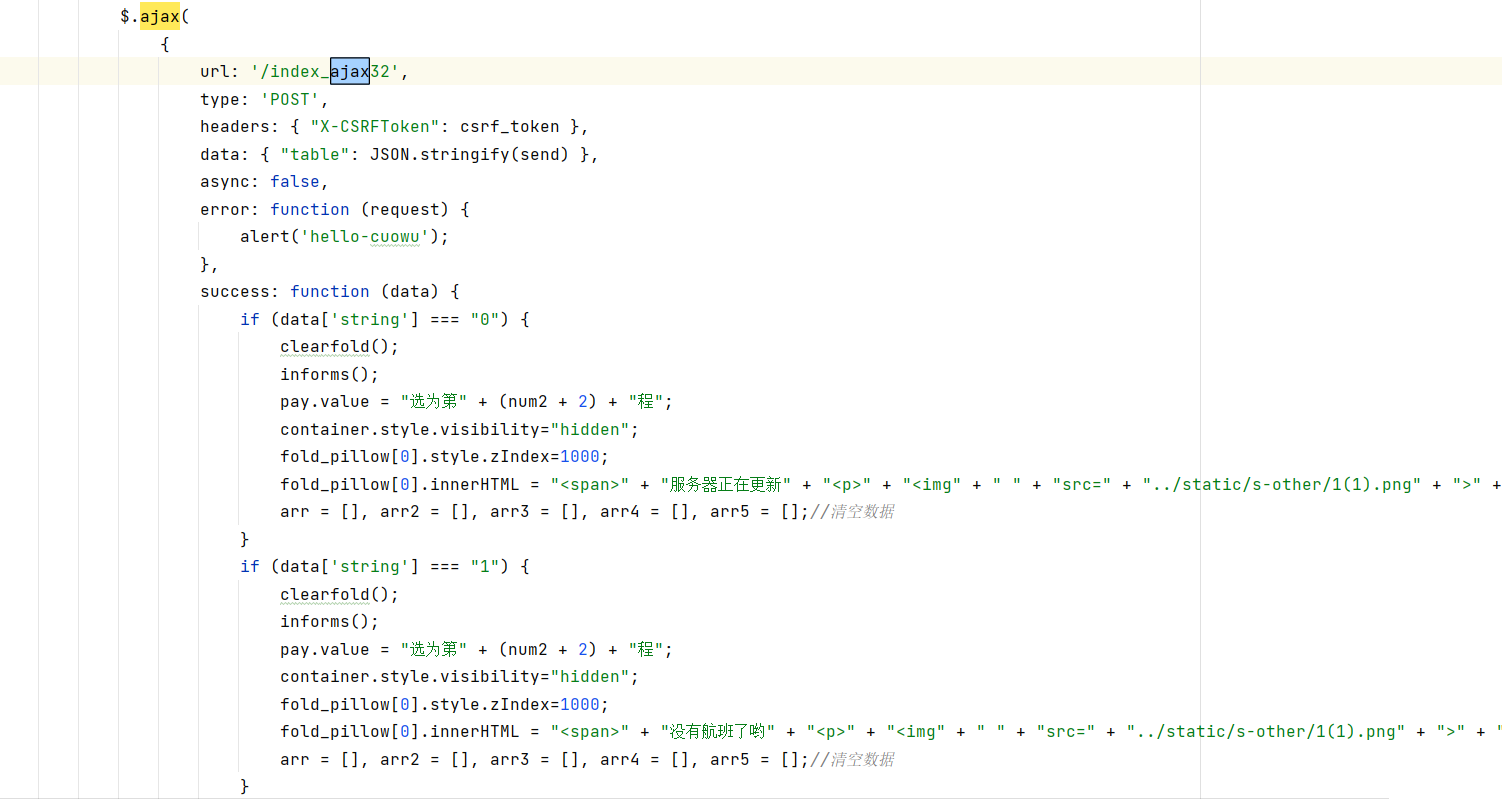 $.ajax(
{
url: '/index_ajax32',
type: 'POST',
headers: { "X-CSRFToken": csrf_token },
data: { "table": JSON.stringify(send) },
async: false,
error: function (request) {
alert('hello-cuowu');
},
success: function (data) {
if (data['string'] === "0") {
clearfold();
informs();
pay.value = "选为第" + (num2 + 2) + "程";
container.style.visibility="hidden";
fold_pillow[0].style.zIndex=1000;
fold_pillow[0].innerHTML = "<span>" + "服务器正在更新" + "<p>" + "<img" + " " + "src=" + "../static/s-other/1(1).png" + ">" +
arr = [], arr2 = [], arr3 = [], arr4 = [], arr5 = [];//清空数据
}
if (data['string'] === "1") {
clearfold();
informs();
pay.value = "选为第" + (num2 + 2) + "程";
container.style.visibility="hidden";
fold_pillow[0].style.zIndex=1000;
fold_pillow[0].innerHTML = "<span>" + "没有航班了哟" + "<p>" + "<img" + " " + "src=" + "../static/s-other/1(1).png" + ">" + "
arr = [], arr2 = [], arr3 = [], arr4 = [], arr5 = [];//清空数据
}